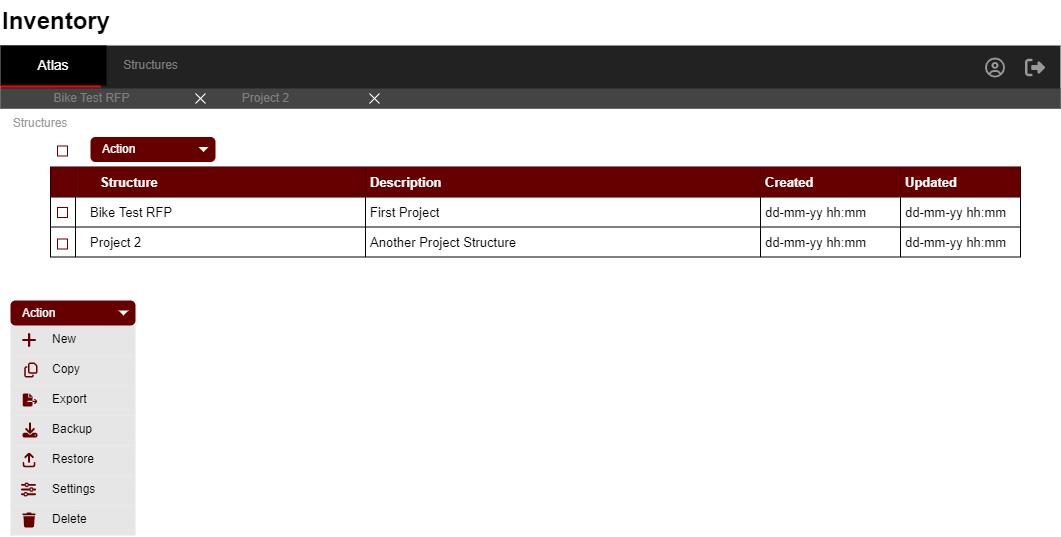 Inventory
Atlas Structures
Bike Test RFP Project 2
Structures
Action
Structure Description Created Updated
Bike Test RFP First Project dd-mm-yy hh:mm dd-mm-yy hh:mm
Project 2 Another Project Structure dd-mm-yy hh:mm dd-mm-yy hh:mm
Action
New
Copy
Export
Backup
Restore
Settings
Delete